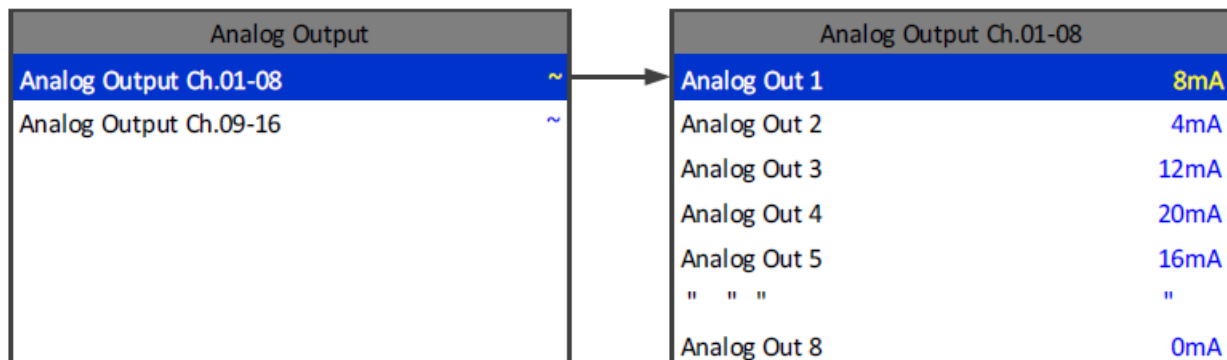 Analog Output
Analog Output Ch.01-08 ~
Analog Output Ch.09-16 ~
Analog Output Ch.01-08
Analog Out 1 8mA
Analog Out 2 4mA
Analog Out 3 12mA
Analog Out 4 20mA
Analog Out 5 16mA
" " " "
Analog Out 8 0mA